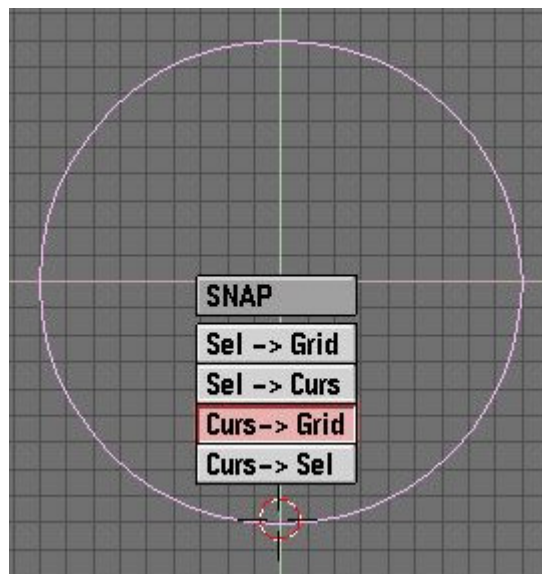 SNAP
Sel -> Grid
Sel -> Curs
Curs-> Grid
Curs-> Sel